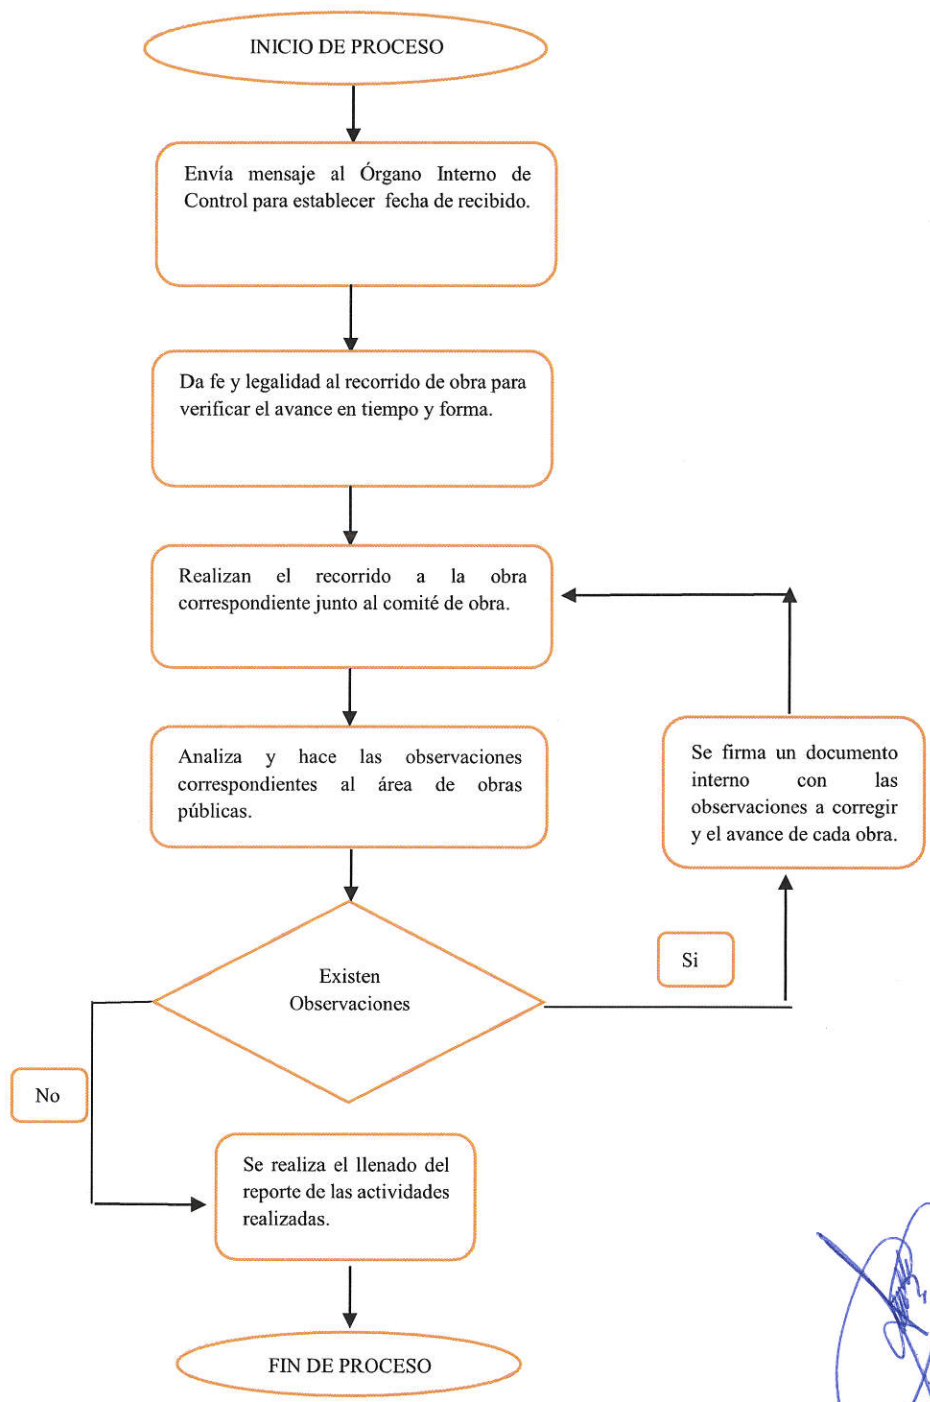 INICIO DE PROCESO
Envía mensaje al Órgano Interno de
Control para establecer fecha de recibido.
Da fe y legalidad al recorrido de obra para
verificar el avance en tiempo y forma.
Realizan el recorrido a la obra
correspondiente junto al comité de obra.
Analiza y hace las observaciones
correspondientes al área de obras
públicas.
Se firma un documento
interno con las
observaciones a corregir
y el avance de cada obra.
Existen
Observaciones
Si
No
Se realiza el llenado del
reporte de las actividades
realizadas.
FIN DE PROCESO